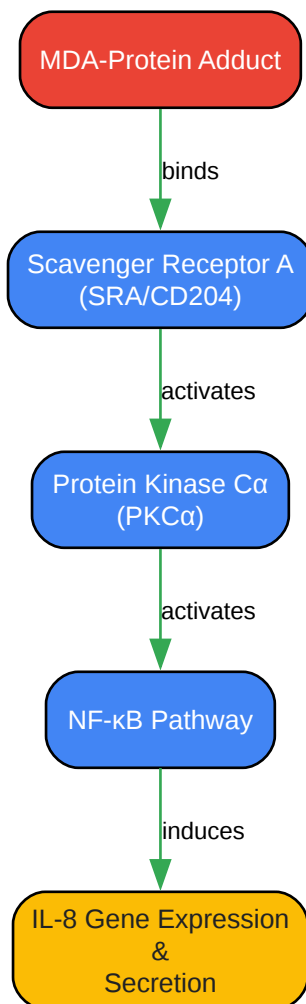 MDA-Protein Adduct
binds
Scavenger Receptor A
(SRA/CD204)
activates
Protein Kinase Cα
(PKCα)
activates
NF-κB Pathway
induces
IL-8 Gene Expression
&
Secretion